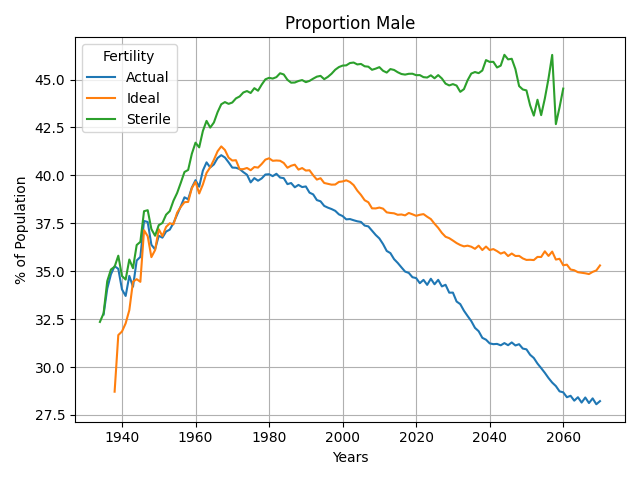 Proportion Male
Fertility
Actual
Ideal
Sterile
% of Population
45.0
42.5
40.0
37.5
35.0
32.5
30.0
27.5
1940 1960 1980 2000 2020 2040 2060
Years